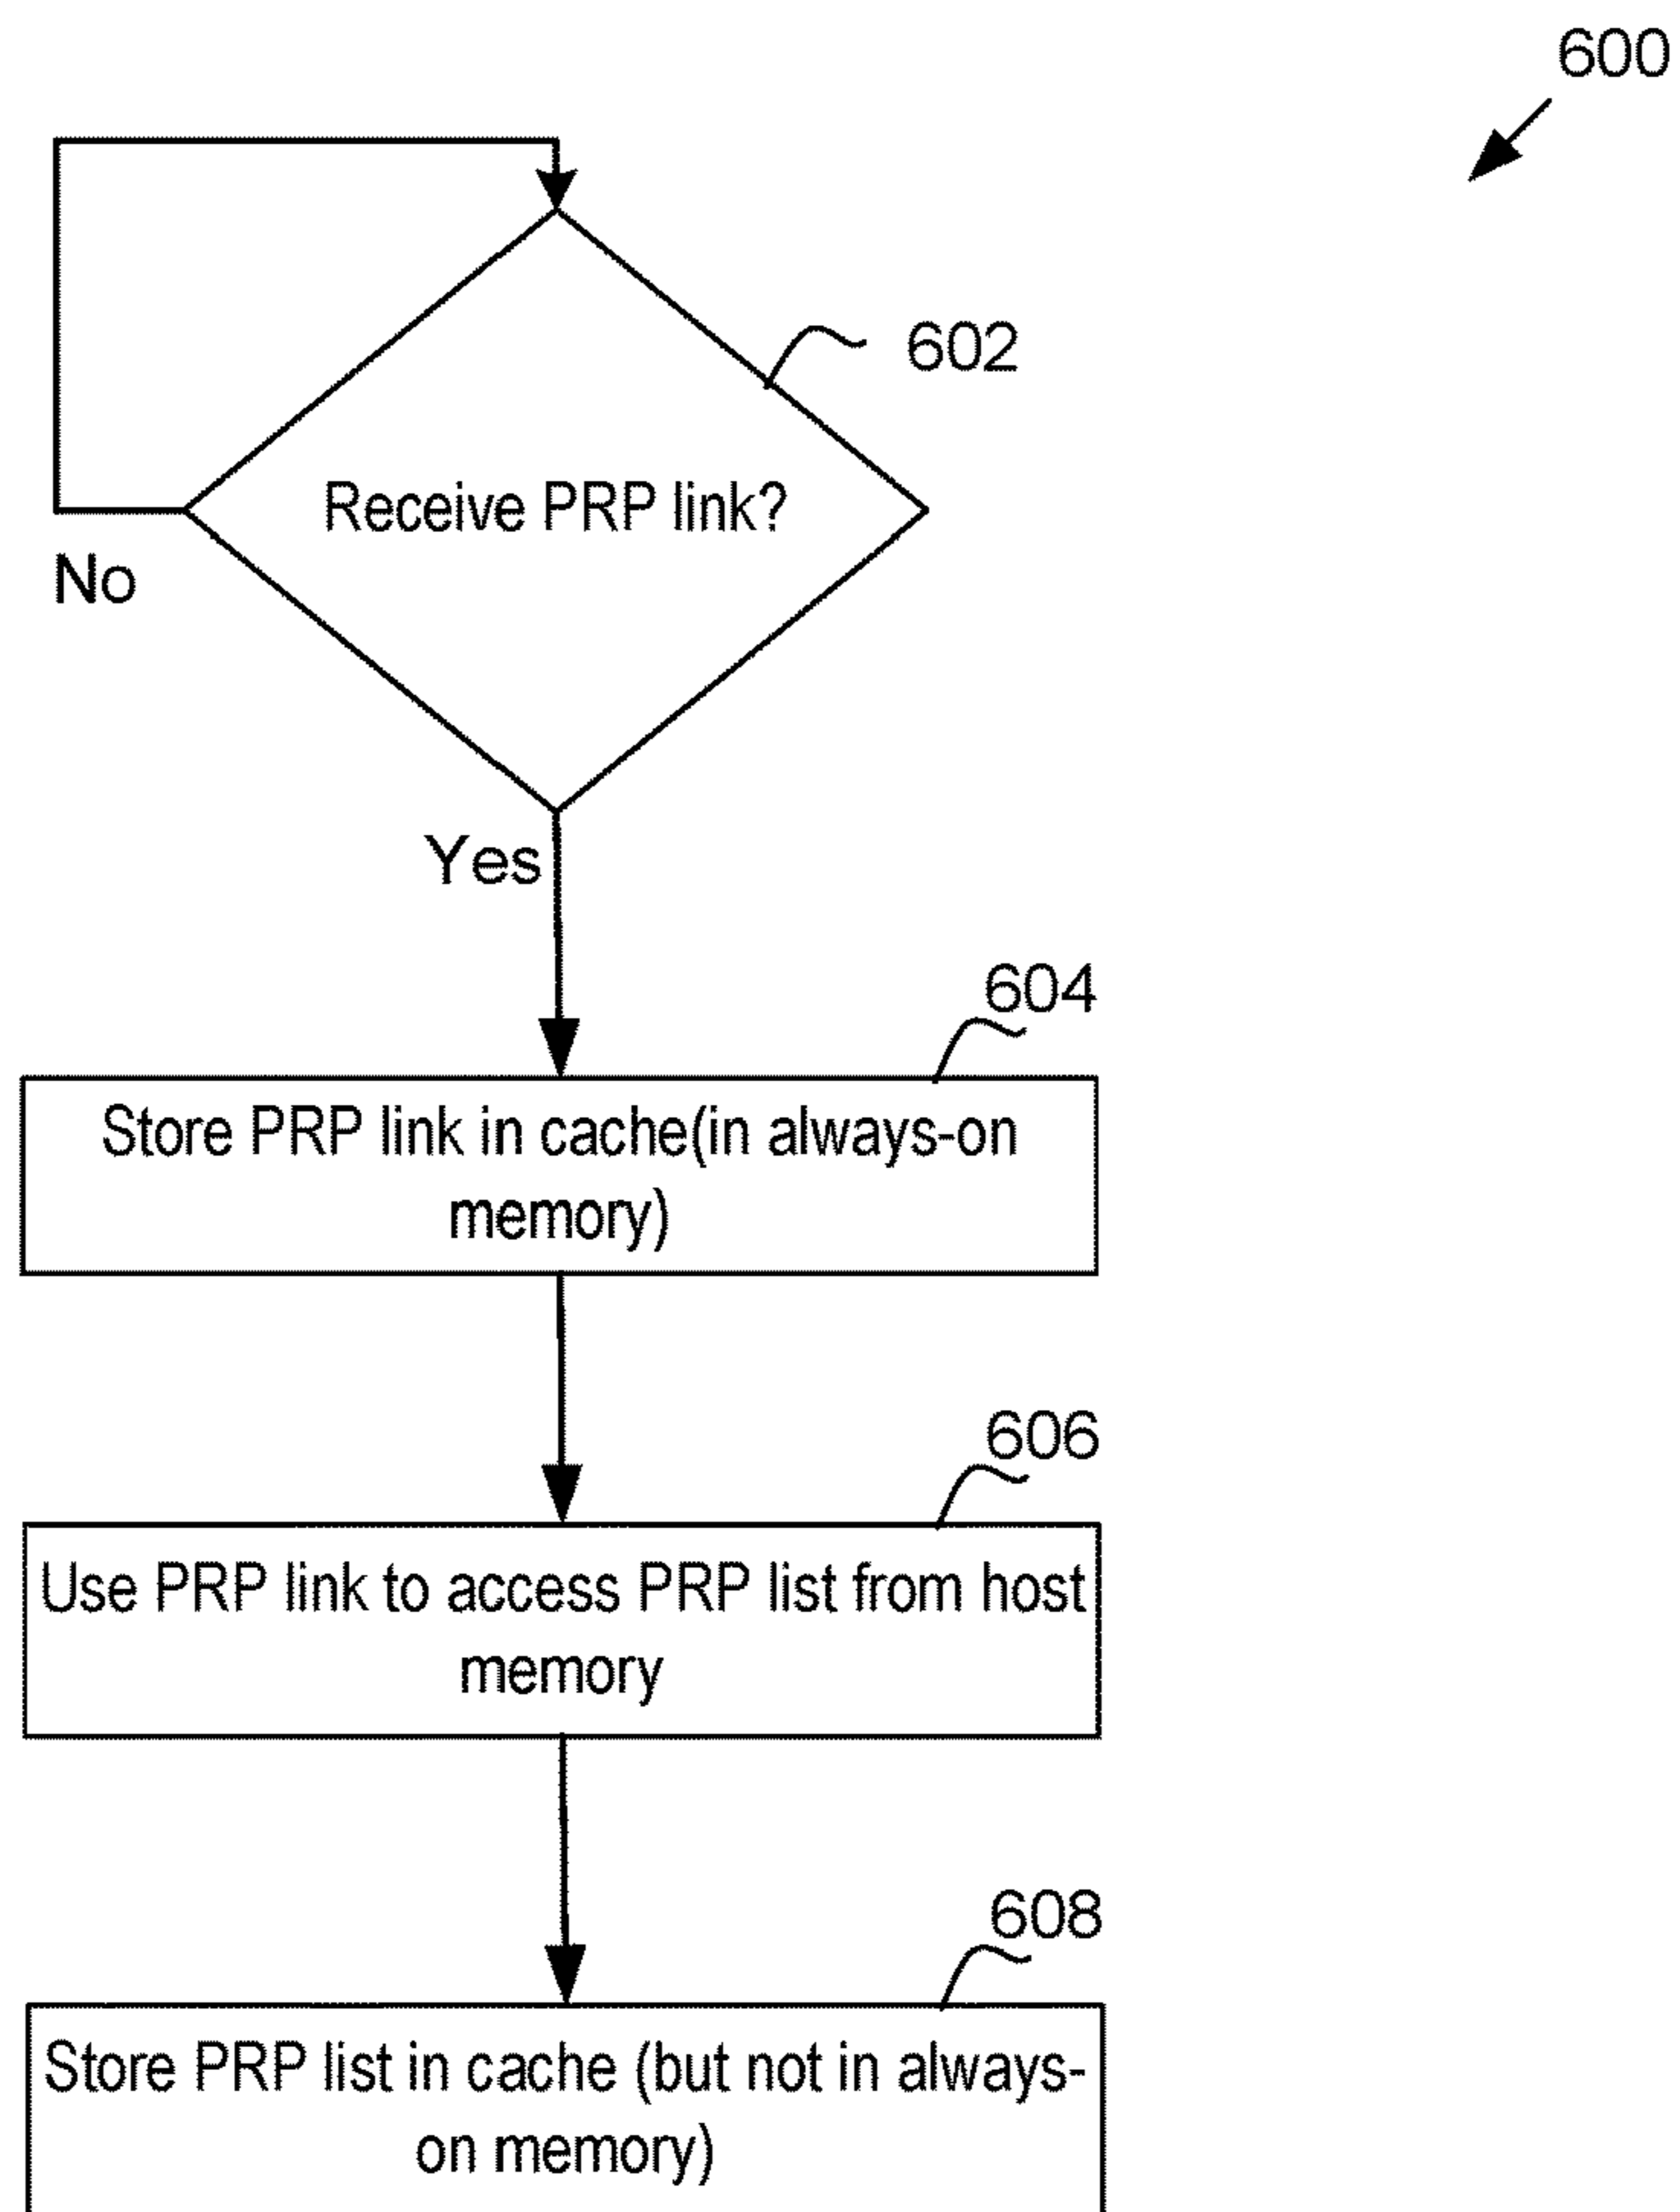 600
602
Receive PRP link?
No
Yes
604
Store PRP link in cache(in always-on
memory)
606
Use PRP link to access PRP list from host
memory
608
Store PRP list in cache (but not in always-
on memory)